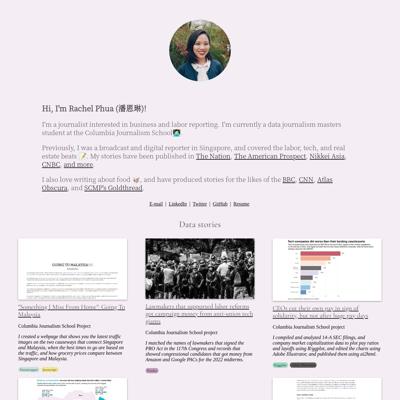 Hi, I'm Rachel Phua (潘恩琳)!
I'm a journalist interested in business and labor reporting. I'm currently a data journalism masters
student at the Columbia Journalism School
Previously, I was a broadcast and digital reporter in Singapore, and covered the labor, tech, and real
estate beats 📝. My stories have been published in The Nation, The American Prospect, Nikkei Asia,
CNBC, and more.
I also love writing about food 🥡, and have produced stories for the likes of the BBC, CNN, Atlas
Obscura, and SCMP's Goldthread.
E-mail | LinkedIn | Twitter | GitHub | Resume
Data stories
GOING TO MALAYSIA
"Something I Miss From Home": Going To
Malaysia
Columbia Journalism School Project
I created a webpage that shows you the latest traffic
images on the two causeways that connect Singapore
and Malaysia, when the best times to go are based on
the traffic, and how grocery prices compare between
Singapore and Malaysia.
Lawmakers that supported labor reforms
got campaign money from anti-union tech
giants
Columbia Journalism School project
I matched the names of lawmakers that signed the
PRO Act in the 117th Congress and records that
showed congressional candidates that got money from
Amazon and Google PACs for the 2022 midterms.
Tech companies did worse than their banking counterparts
CEOs cut their own pay in sign of
solidarity, but not after huge pay days
Columbia Journalism School project
I compiled and analyzed 14-A SEC filings, and
company market capitalization data to plot pay ratios
and layoffs using R/ggplot, and edited the charts using
Adobe Illustrator, and published them using ai2html.